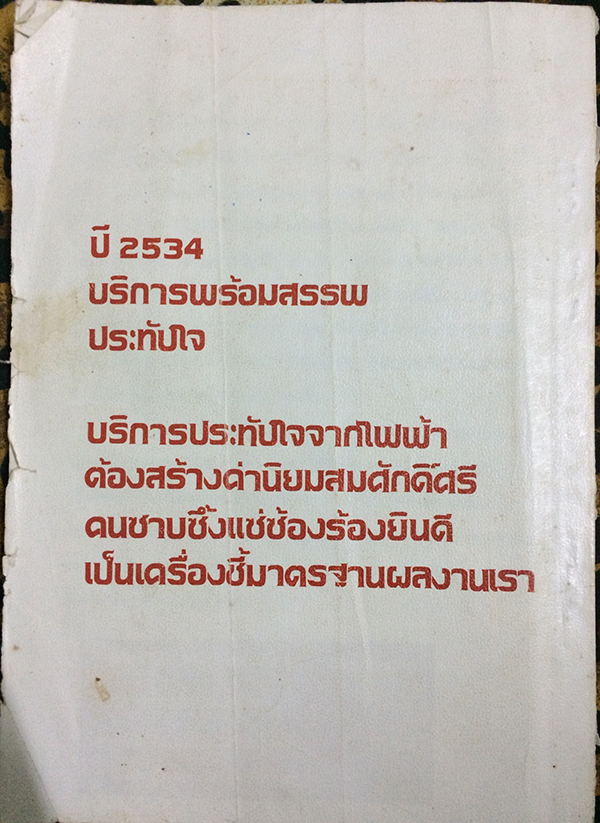 ปี 2534
บริการพร้อมสรรพ
ประทับใจ
บริการประทับใจจากไฟฟ้า
ต้องสร้างค่านิยมสมศักดิ์ศรี
คนซาบซึ้งแซ่ซ้องร้องยินดี
เป็นเครื่องชี้มาตรฐานผลงานเรา